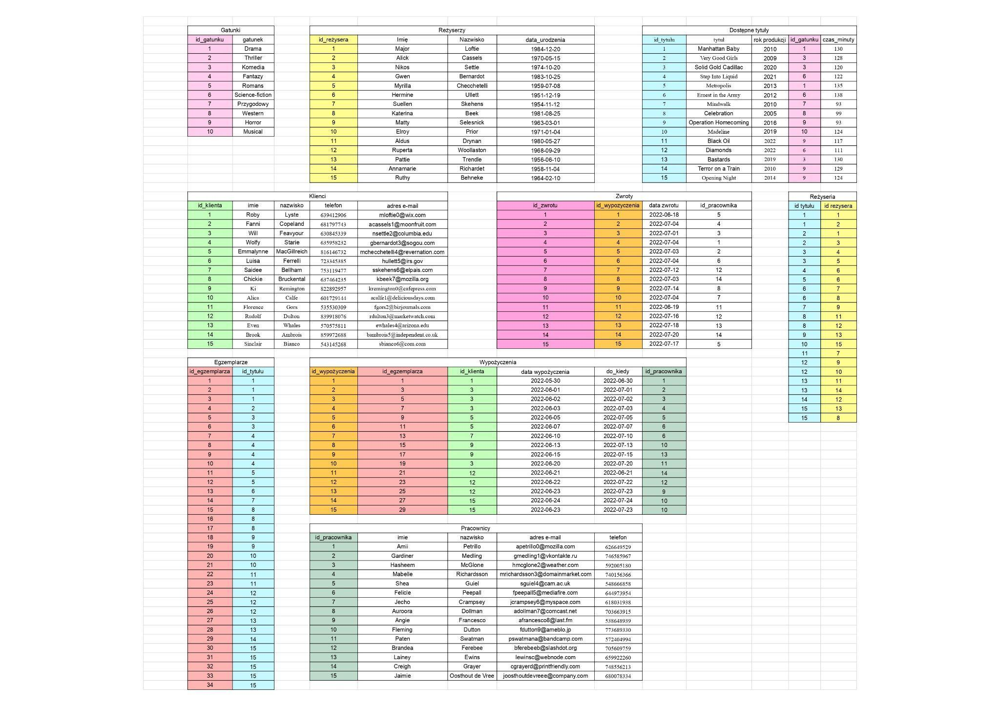 Gatunki
id_gatunku gatunek
1 Drama
2 Thriller
3 Komedia
4 Fantazy
5 Romans
6 Science-fiction
7 Przygodowy
8 Western
9 Horror
10 Musical
Reżyserzy
id_reżysera Imię Nazwisko data_urodzenia
1 Major Loftie 1984-12-20
2 Alick Cassels 1970-05-15
3 Nikos Settle 1974-10-20
4 Gwen Bernardot 1983-10-25
5 Myrilla Checchetelli 1959-07-08
6 Hermine Ullett 1951-12-19
7 Suellen Skehens 1954-11-12
8 Katerina Beek 1981-08-25
9 Matty Selesnick 1963-03-01
10 Elroy Prior 1971-01-04
11 Aldus Drynan 1980-05-27
12 Ruperta Woollaston 1968-09-29
13 Pattie Trendle 1956-06-10
14 Annamarie Richardet 1958-11-04
15 Ruthy Behneke 1964-02-10
Dostępne tytuły
id_tytułu tytuł rok produkcji id_gatunku czas_minuty
1 Manhattan Baby 2010 1 130
2 Very Good Girls 2009 3 128
3 Solid Gold Cadillac 2020 3 120
4 Step Into Liquid 2021 6 122
5 Metropolis 2013 1 135
6 Ernest in the Army 2012 6 138
7 Mindwalk 2010 7 93
8 Celebration 2005 8 99
9 Operation Homecoming 2016 9 93
10 Madeline 2019 10 124
11 Black Oil 2022 9 117
12 Diamonds 2022 6 111
13 Bastards 2019 3 130
14 Terror on a Train 2010 9 129
15 Opening Night 2014 9 124
Klienci
id_klienta imie nazwisko telefon adres e-mail
1 Roby Lyste 639412906 mloftie0@wix.com
2 Fanni Copeland 681797743 acassels1@moonfruit.com
3 Will Feavyour 630845339 nsettle2@columbia.edu
4 Wolfy Starie 635958232 gbernardot3@sogou.com
5 Emmalynne MacGillreich 816146732 mchecchetelli4@revernation.com
6 Luisa Ferrelli 723345385 hullett5@irs.gov
7 Saidee Bellham 753119477 sskehens6@elpais.com
8 Chickie Bruckental 637464235 kbeek7@mozilla.org
9 Ki Remington 822892957 kremington0@cafepress.com
10 Alica Calfe 601729144 acalfe1@deliciousdays.com
11 Florence Gors 535530309 fgors2@bizjournals.com
12 Rudolf Dulton 839918076 rdulton3@marketwatch.com
13 Even Whales 570575811 ewhales4@arizona.edu
14 Brook Ambrois 859972688 bambrois5@independent.co.uk
15 Sinclair Bianco 543145268 sbianco6@com.com
Zwroty
id_zwrotu id_wypozyczenia data zwrotu id_pracownika
1 1 2022-06-18 5
2 2 2022-07-04 4
3 3 2022-07-01 3
4 4 2022-07-04 1
5 5 2022-07-03 2
6 6 2022-07-04 6
7 7 2022-07-12 12
8 8 2022-07-03 14
9 9 2022-07-14 8
10 10 2022-07-04 7
11 11 2022-06-19 11
12 12 2022-07-16 12
13 13 2022-07-18 13
14 14 2022-07-20 14
15 15 2022-07-17 5
Reżyseria
id tytułu id rezysera
1 1
1 2
2 1
2 3
3 4
3 5
4 6
5 6
6 7
6 8
7 9
8 11
8 12
9 13
10 15
11 7
12 9
12 10
13 11
13 14
14 12
15 13
15 8
Egzemplarze
id_egzemplarza id_tytułu
1 1
2 1
3 1
4 2
5 3
6 3
7 4
8 4
9 4
10 4
11 5
12 5
13 6
14 7
15 8
16 8
17 8
18 9
19 9
20 10
21 10
22 11
23 11
24 12
25 12
26 12
27 13
28 13
29 14
30 15
31 15
32 15
33 15
34 15
Wypożyczenia
id_wypożyczenia id_egzemplarza id_klienta data wypożyczenia do_kiedy id_pracownika
1 1 1 2022-05-30 2022-06-30 1
2 3 3 2022-06-01 2022-07-01 2
3 5 3 2022-06-02 2022-07-02 3
4 7 3 2022-06-03 2022-07-03 4
5 9 5 2022-06-05 2022-07-05 5
6 11 5 2022-06-07 2022-07-07 6
7 13 7 2022-06-10 2022-07-10 6
8 15 9 2022-06-13 2022-07-13 10
9 17 9 2022-06-15 2022-07-15 13
10 19 3 2022-06-20 2022-07-20 11
11 21 12 2022-06-21 2022-06-21 14
12 23 12 2022-06-22 2022-07-22 12
13 25 12 2022-06-23 2022-07-23 9
14 27 15 2022-06-24 2022-07-24 10
15 29 15 2022-06-23 2022-07-23 10
Pracownicy
id_pracownika imie nazwisko adres e-mail telefon
1 Amii Petrillo apetrillo0@mozilla.com 626649529
2 Gardiner Medling gmedling1@vkontakte.ru 746585967
3 Hasheem McGlone hmcglone2@weather.com 592005180
4 Mabelle Richardsson mrichardsson3@domainmarket.com 740156366
5 Shea Guiel sguiel4@cam.ac.uk 548666858
6 Felicle Peepall fpeepall5@mediafire.com 644973954
7 Jecho Crampsey jcrampsey6@myspace.com 618031938
8 Auroora Dollman adollman7@comcast.net 703663915
9 Angie Francesco afrancesco8@last.fm 538648939
10 Fleming Dutton fdutton9@ameblo.jp 773689330
11 Paten Swatman pswatmana@bandcamp.com 572404994
12 Brandea Ferebee bferebeeb@slashdot.org 705609759
13 Lainey Ewins lewinsc@webnode.com 659922260
14 Creigh Grayer cgrayerd@printfriendly.com 748556213
15 Jaimie Oosthout de Vree joosthoutdevreee@company.com 680078334